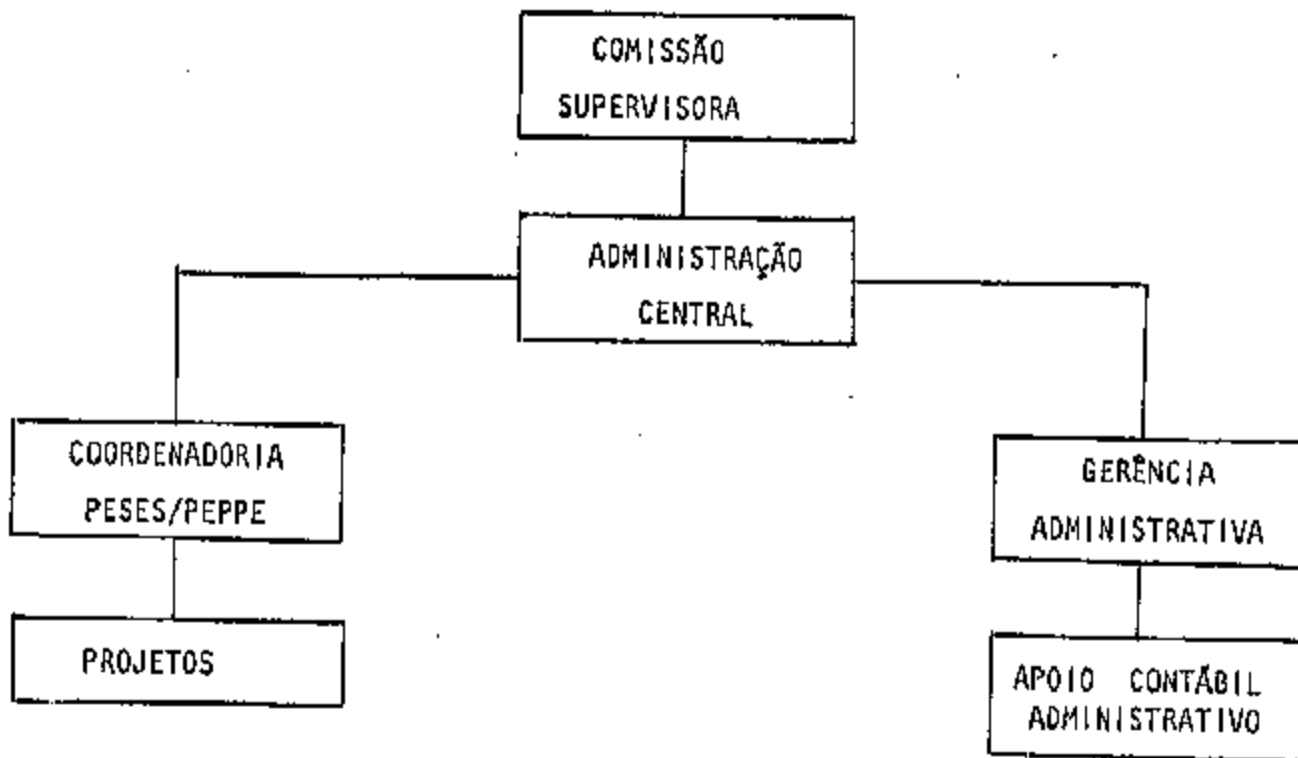 COMISSÃO
SUPERVISORA
ADMINISTRAÇÃO
CENTRAL
COORDENADORIA
PESES/PEPPE
GERÊNCIA
ADMINISTRATIVA
PROJETOS
APOIO CONTÁBIL
ADMINISTRATIVO